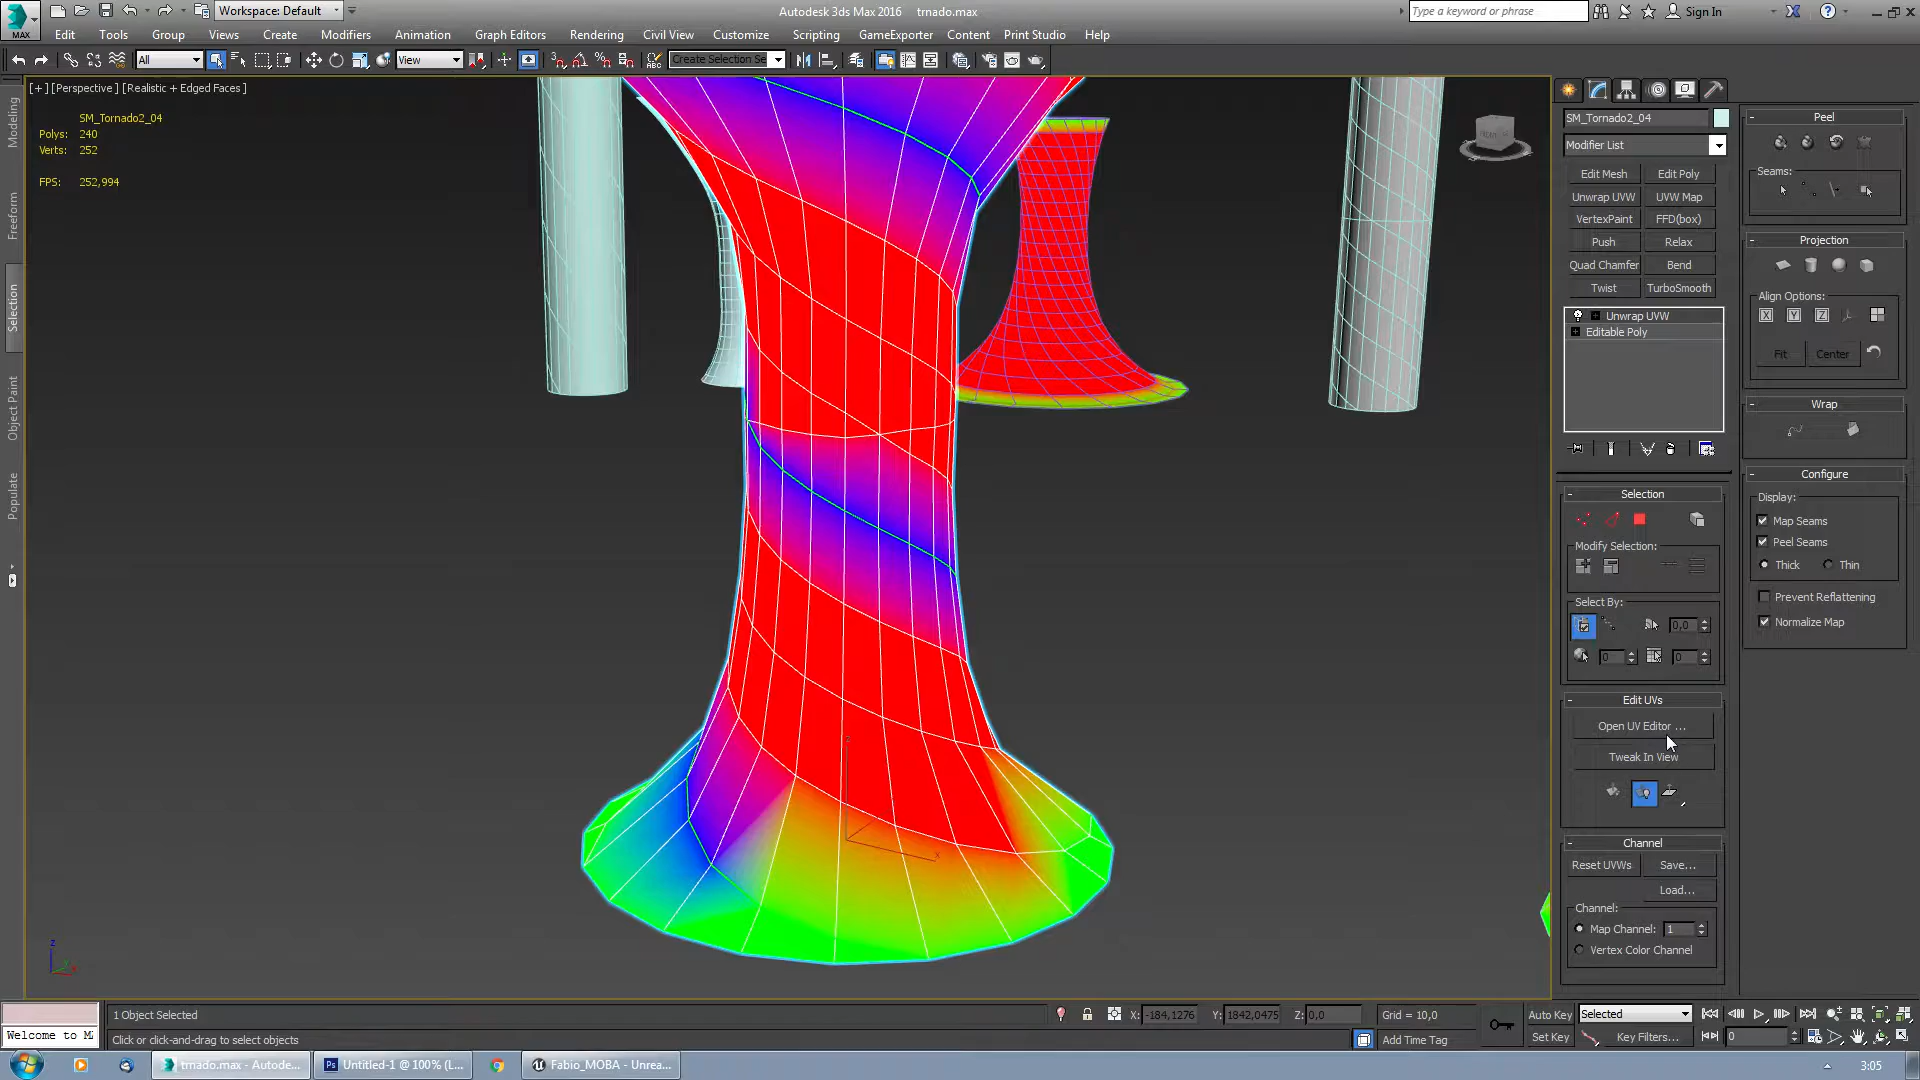 Workspace: Default
Autodesk 3ds Max 2016    trnado.max
Type a keyword or phrase
Sign In
MAX
Edit Tools Group Views Create Modifiers Animation Graph Editors Rendering Civil View Customize Scripting GameExporter Content Print Studio Help
All
View
Create Selection Se
[+] [Perspective] [Realistic + Edged Faces]
SM_Tornado2_04
Polys: 240
Verts: 252
FPS: 252,994
Modeling
Freeform
Selection
Object Paint
Populate
SM_Tornado2_04
Modifier List
Edit Mesh Edit Poly
Unwrap UVW UVW Map
VertexPaint FFD(box)
Push Relax
Quad Chamfer Bend
Twist TurboSmooth
Unwrap UVW
Editable Poly
Selection
Modify Selection:
Select By:
0,0
0 0
Edit UVs
Open UV Editor ...
Tweak In View
Channel
Reset UVWs Save...
Load...
Channel:
Map Channel: 1
Vertex Color Channel
Peel
Seams:
Projection
Align Options:
X Y Z
Fit Center
Wrap
Configure
Display:
Map Seams
Peel Seams
Thick Thin
Prevent Reflattening
Normalize Map
z
x
z
Welcome to M
1 Object Selected
Click or click-and-drag to select objects
X: -184,1276 Y: 1842,0475 Z: 0,0
Grid = 10,0
Add Time Tag
Auto Key Selected
Set Key Key Filters...
0
trnado.max - Autode...
Untitled-1 @ 100% (L...
Fabio_MOBA - Unrea...
3:05